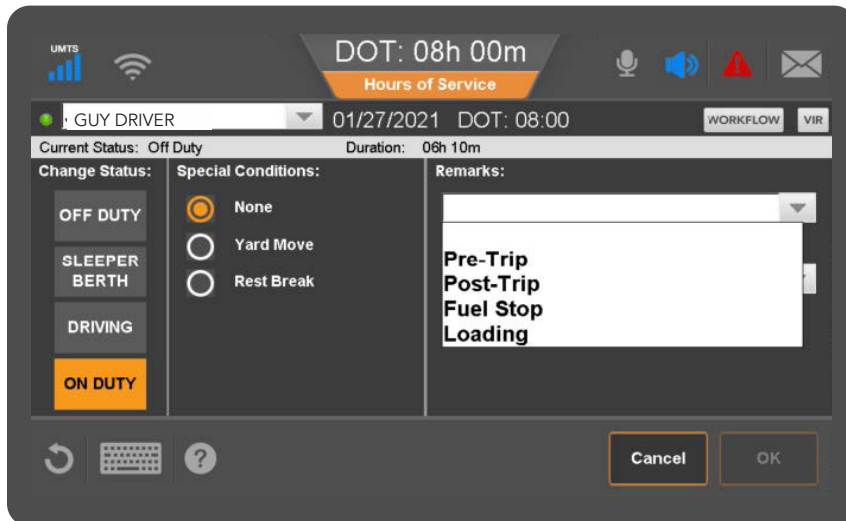 UMTS
DOT: 08h 00m
Hours of Service
GUY DRIVER
01/27/2021 DOT: 08:00
WORKFLOW
VIR
Current Status: Off Duty
Duration: 06h 10m
Change Status:
Special Conditions:
Remarks:
OFF DUTY
SLEEPER
BERTH
DRIVING
ON DUTY
None
Yard Move
Rest Break
Pre-Trip
Post-Trip
Fuel Stop
Loading
?
Cancel
OK